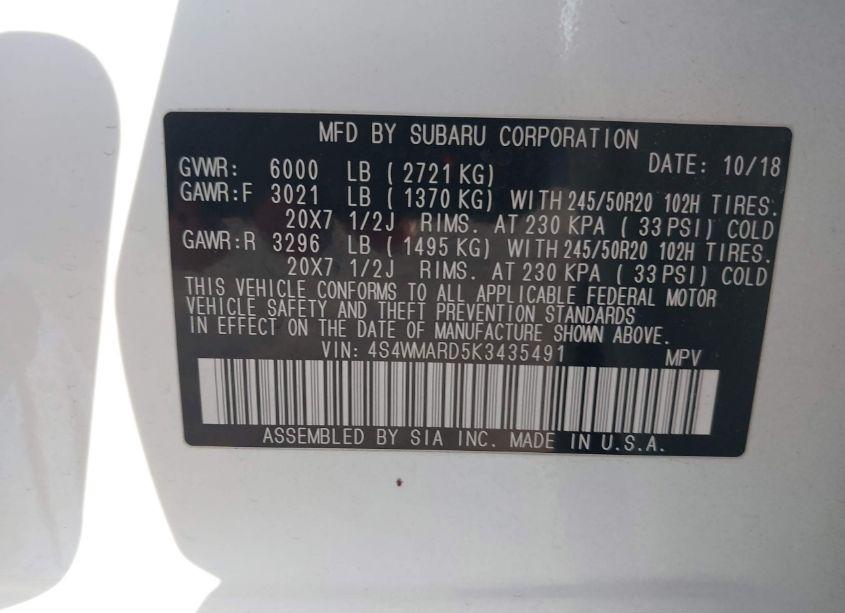 MFD BY SUBARU CORPORATION
GVWR: 6000 LB ( 2721 KG) DATE: 10/18
GAWR:F 3021 LB ( 1370 KG) WITH 245/50R20 102H TIRES.
20X7 1/2J RIMS. AT 230 KPA ( 33 PSI) COLD
GAWR:R 3296 LB ( 1495 KG) WITH 245/50R20 102H TIRES.
20X7 1/2J RIMS. AT 230 KPA ( 33 PSI) COLD
THIS VEHICLE CONFORMS TO ALL APPLICABLE FEDERAL MOTOR
VEHICLE SAFETY AND THEFT PREVENTION STANDARDS
IN EFFECT ON THE DATE OF MANUFACTURE SHOWN ABOVE.
VIN: 4S4WMARD5K3435491 MPV
ASSEMBLED BY SIA INC. MADE IN U.S.A.